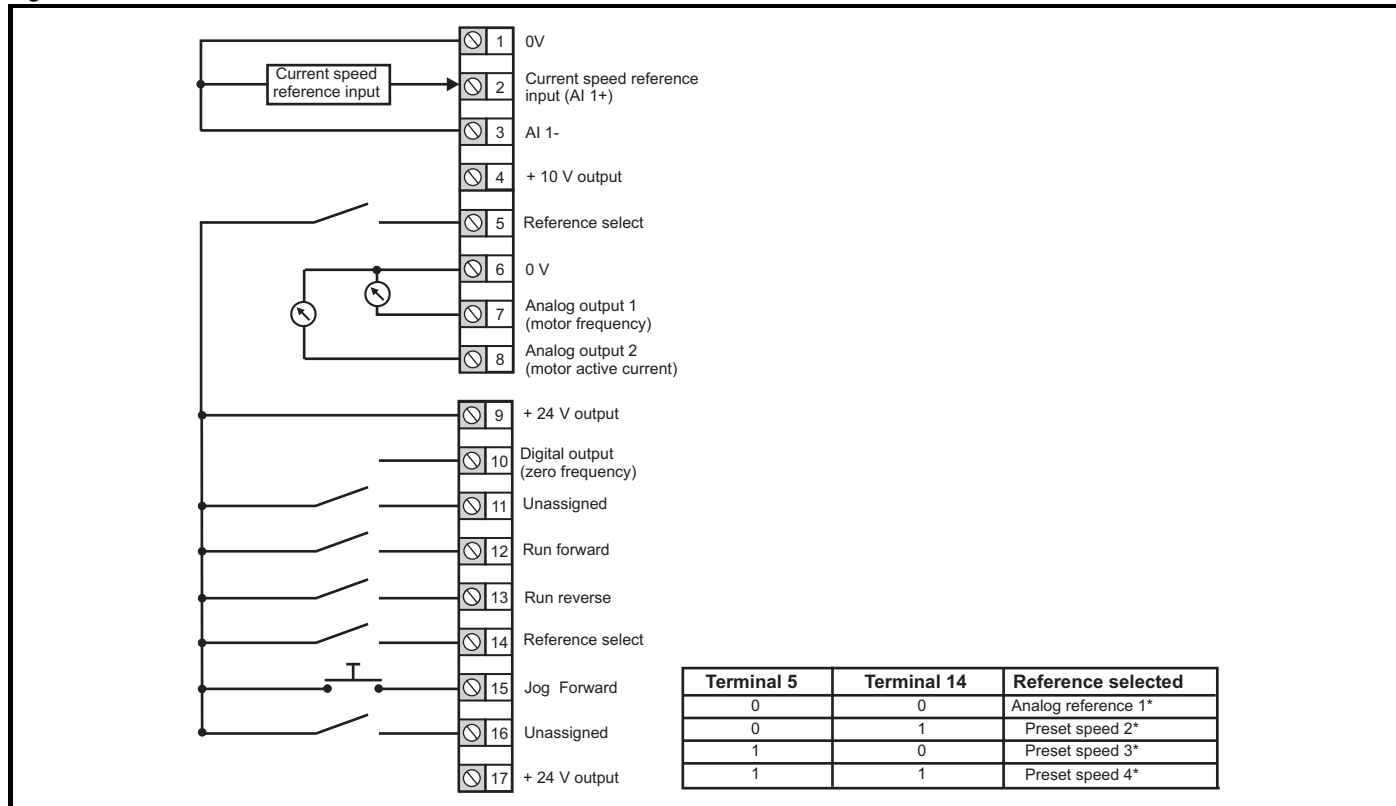 1 0V
Current speed
reference input
2 Current speed reference
input (AI 1+)
3 AI 1-
4 + 10 V output
5 Reference select
6 0 V
7 Analog output 1
(motor frequency)
8 Analog output 2
(motor active current)
9 + 24 V output
10 Digital output
(zero frequency)
11 Unassigned
12 Run forward
13 Run reverse
14 Reference select
15 Jog Forward
16 Unassigned
17 + 24 V output
Terminal 5 Terminal 14 Reference selected
0 0 Analog reference 1*
0 1 Preset speed 2*
1 0 Preset speed 3*
1 1 Preset speed 4*